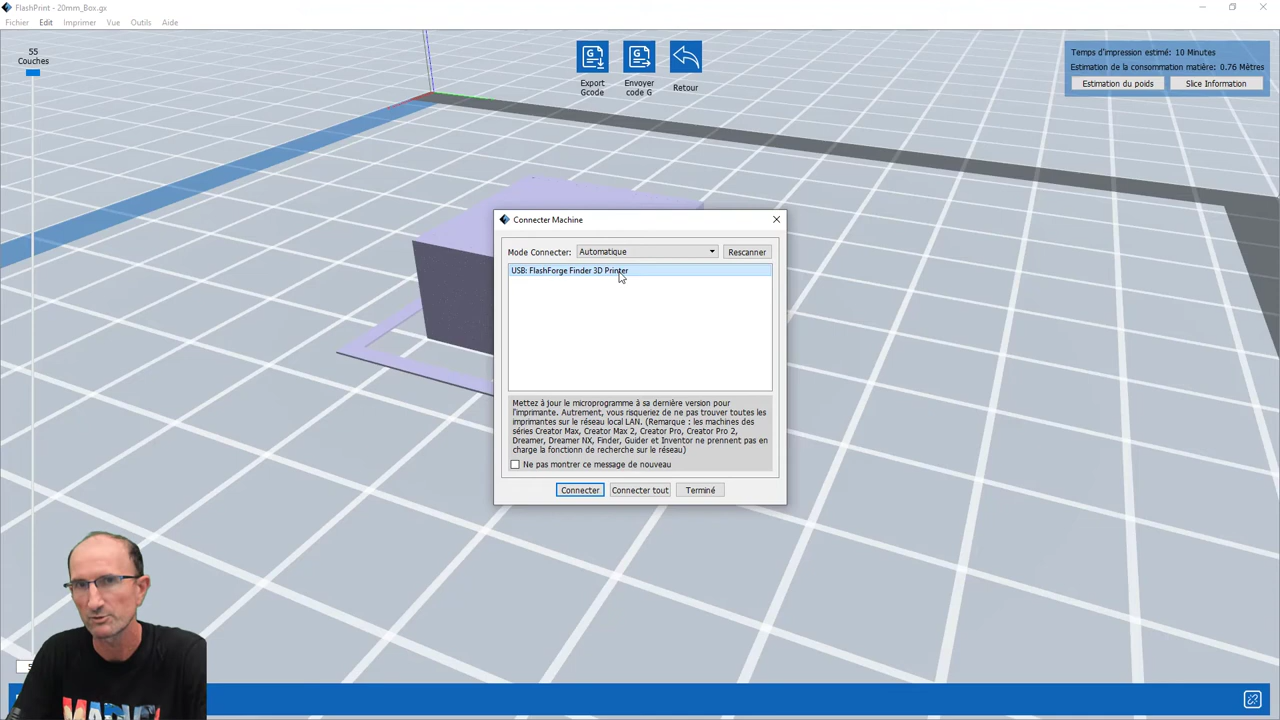 FlashPrint - 20mm_Box.gx
Fichier Edit Imprimer Vue Outils Aide
55
Couches
Export
Gcode
Envoyer
code G
Retour
Temps d'impression estimé: 10 Minutes
Estimation de la consommation matière: 0.76 Mètres
Estimation du poids
Slice Information
Connecter Machine
Mode Connecter: Automatique Rescanner
USB: FlashForge Finder 3D Printer
Mettez à jour le microprogramme à sa dernière version pour
l'imprimante. Autrement, vous risqueriez de ne pas trouver toutes les
imprimantes sur le réseau local LAN. (Remarque : les machines des
séries Creator Max, Creator Max 2, Creator Pro, Creator Pro 2,
Dreamer, Dreamer NX, Finder, Guider et Inventor ne prennent pas en
charge la fonctionn de recherche sur le réseau)
Ne pas montrer ce message de nouveau
Connecter Connecter tout Terminé